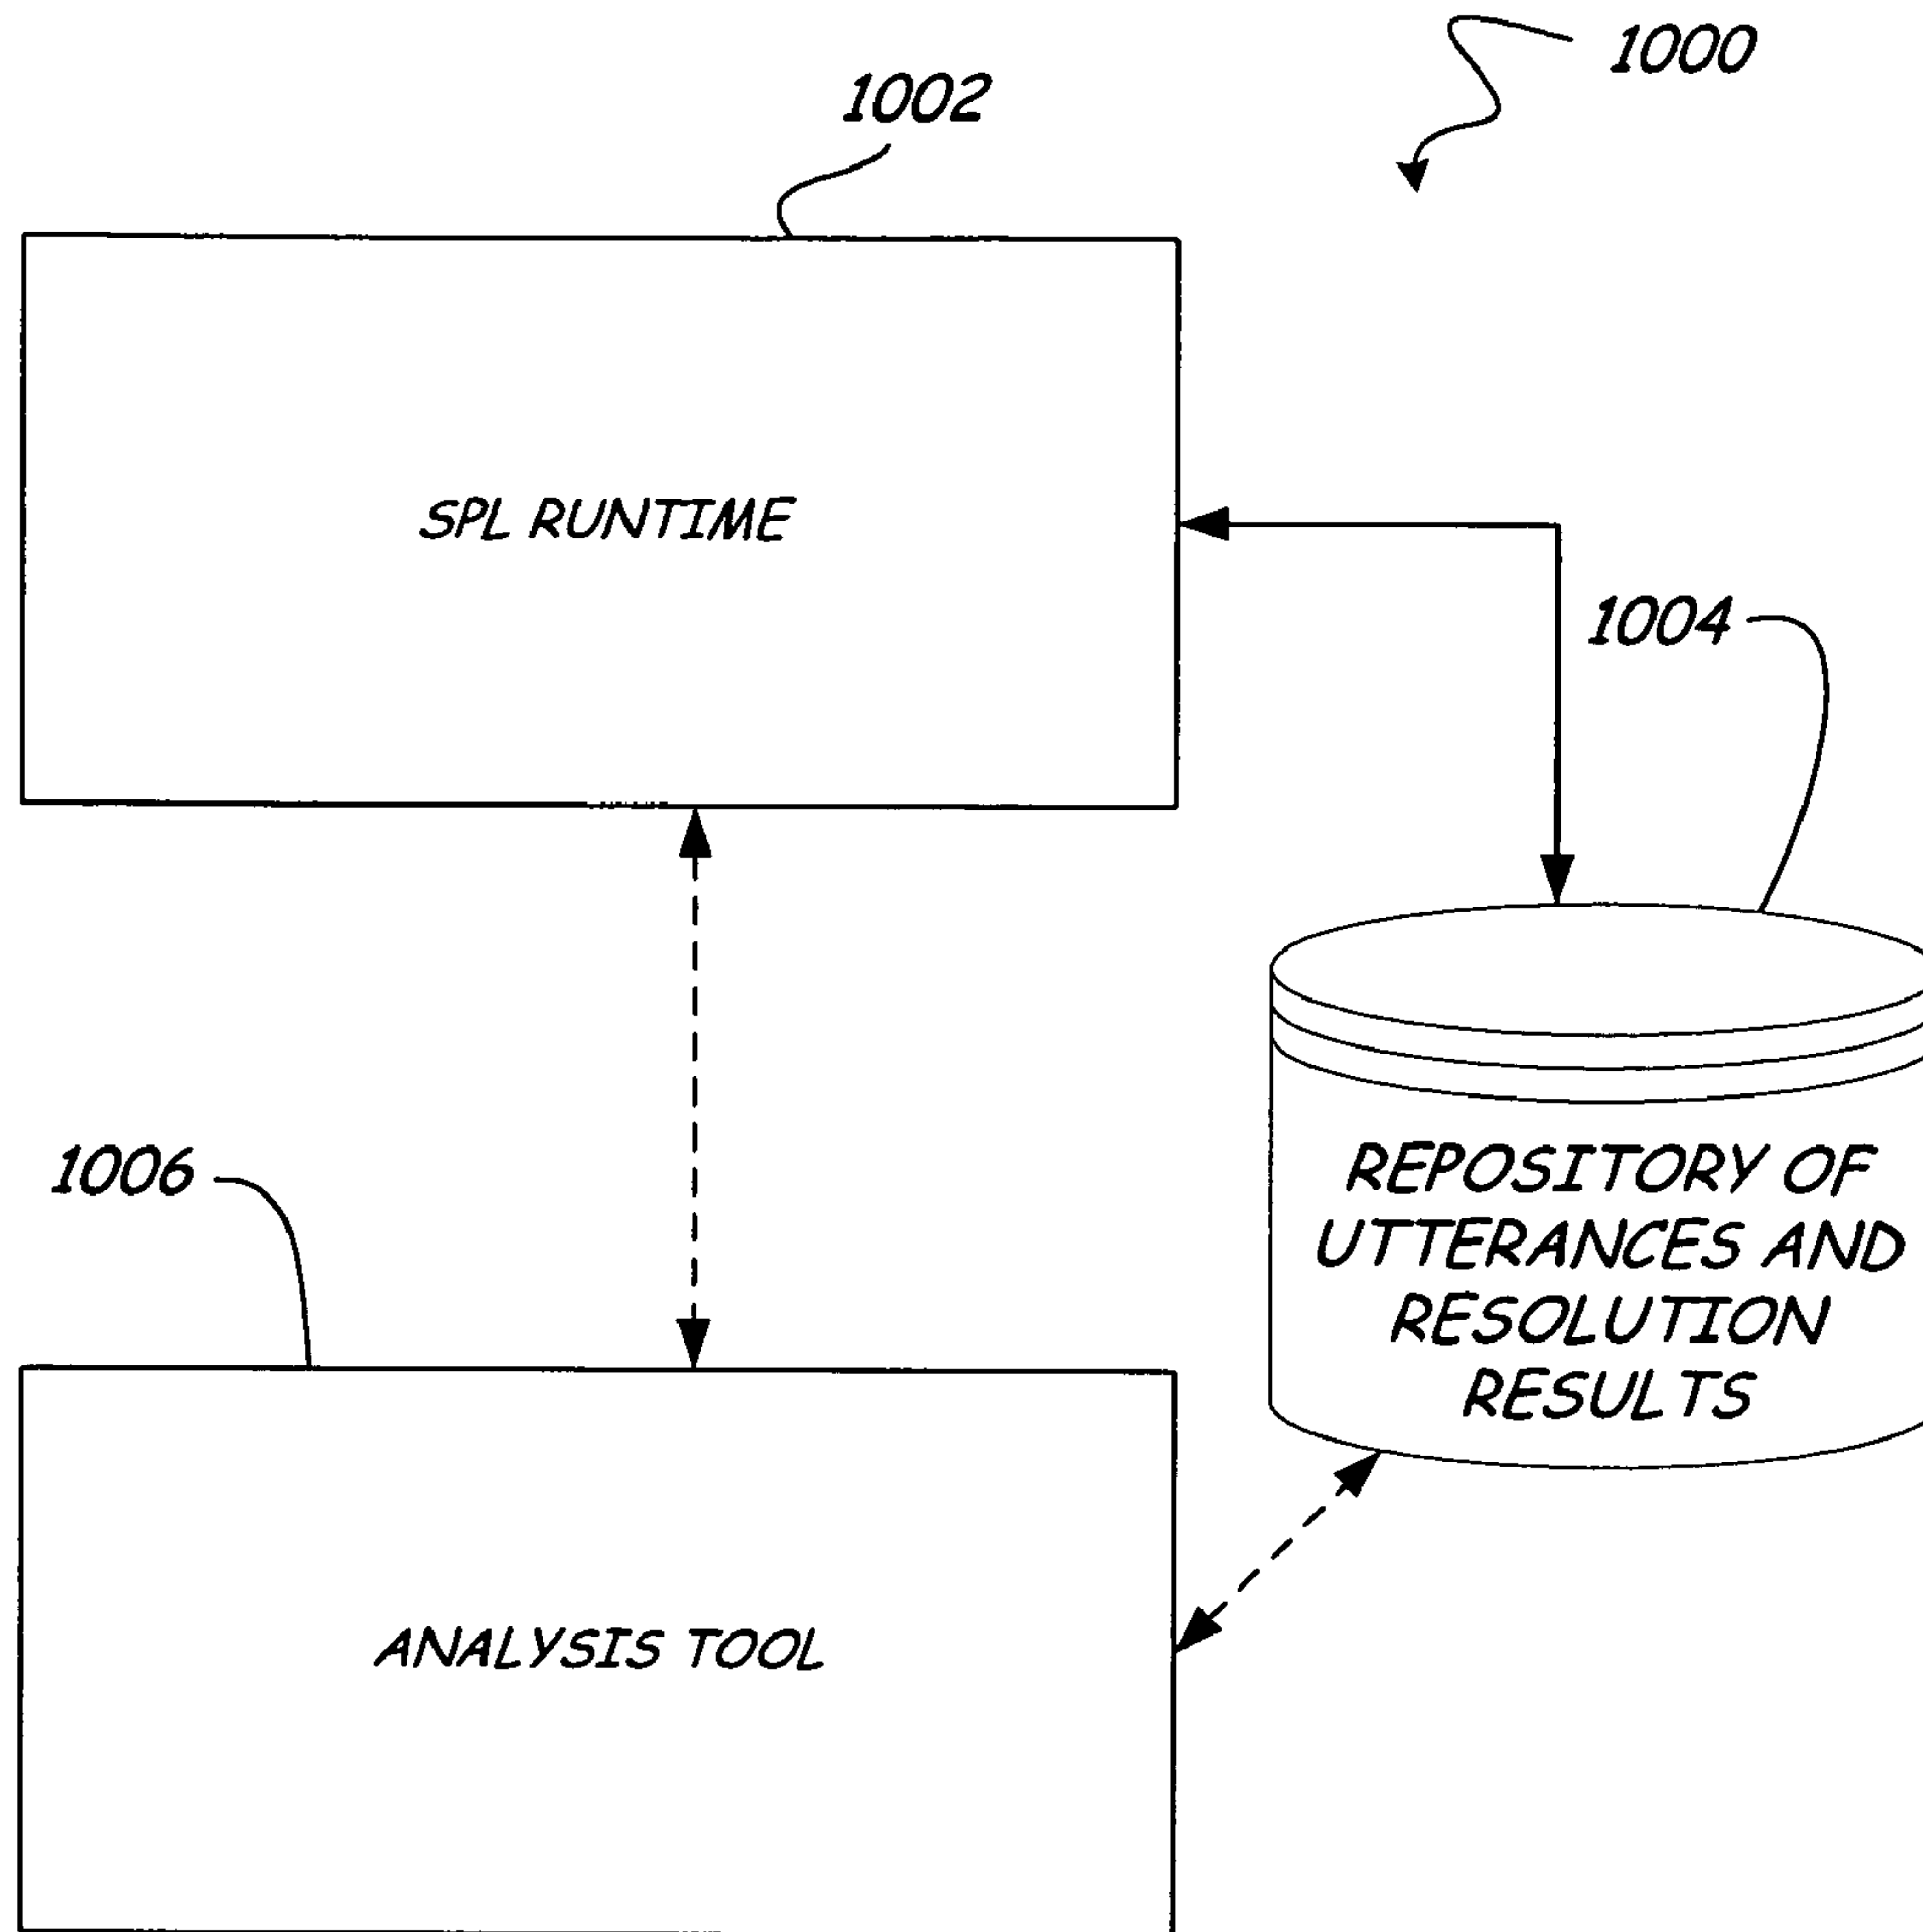 1000
1002
SPL RUNTIME
1004
1006
REPOSITORY OF
UTTERANCES AND
RESOLUTION
RESULTS
ANALYSIS TOOL